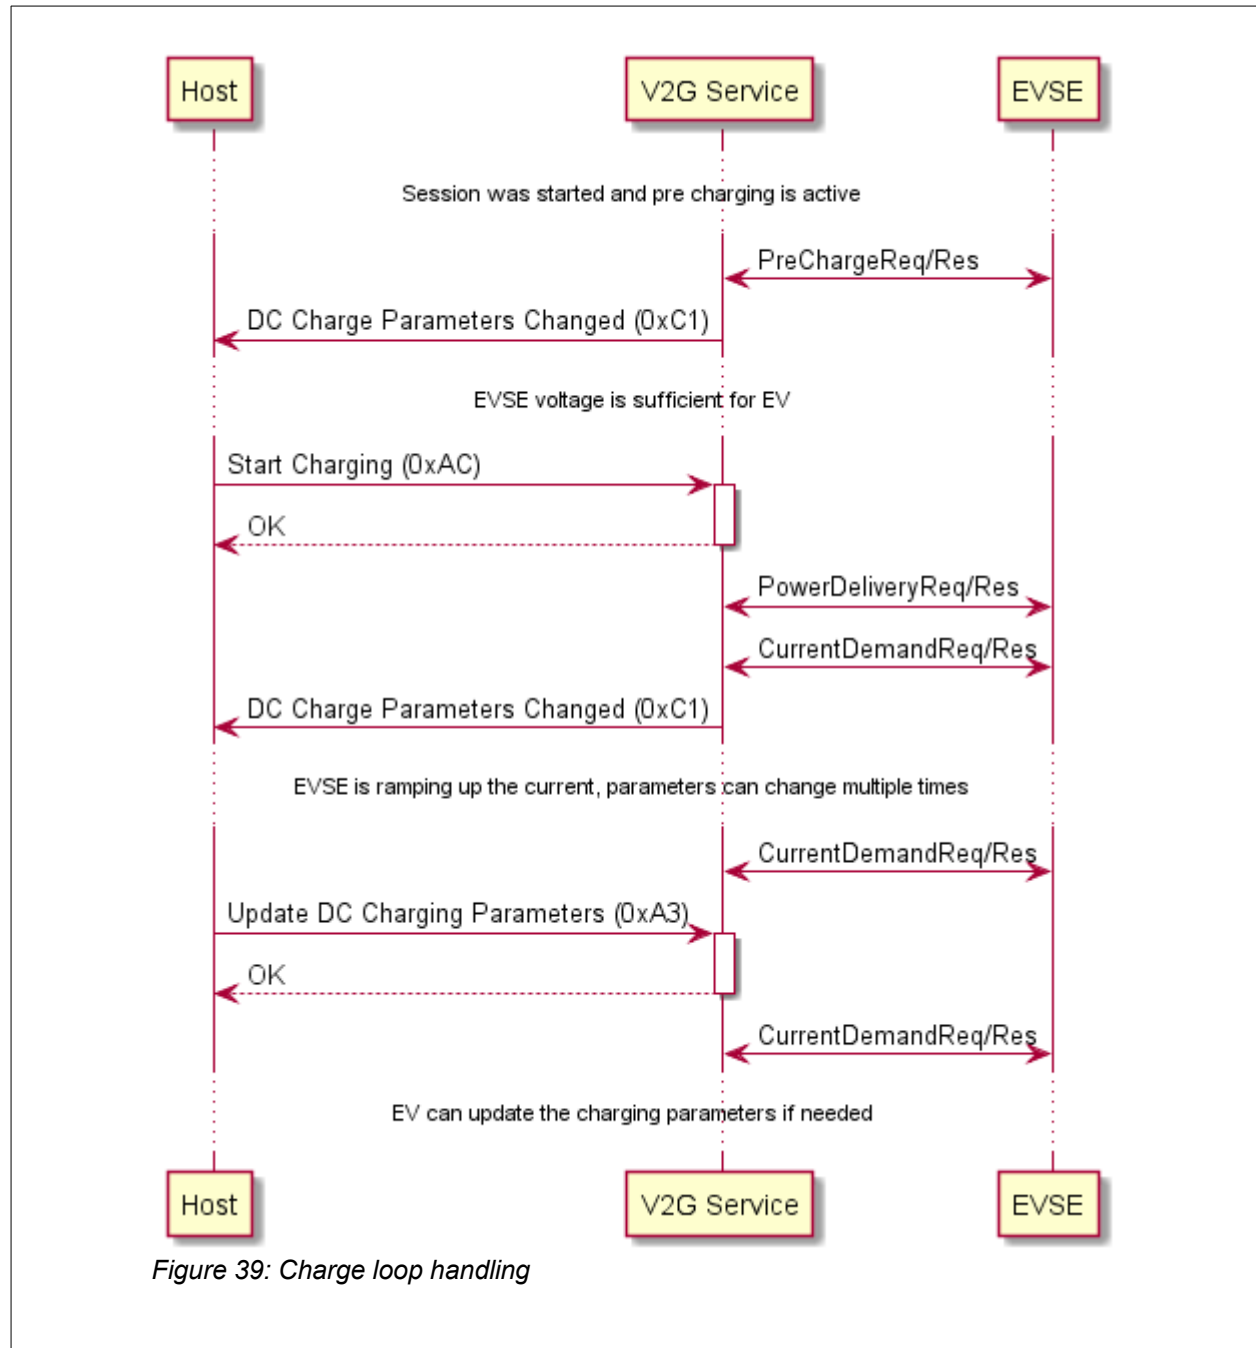 Host
V2G Service
EVSE
Session was started and pre charging is active
PreChargeReq/Res
DC Charge Parameters Changed (0xC1)
EVSE voltage is sufficient for EV
Start Charging (0xAC)
OK
PowerDeliveryReq/Res
CurrentDemandReq/Res
DC Charge Parameters Changed (0xC1)
EVSE is ramping up the current, parameters can change multiple times
CurrentDemandReq/Res
Update DC Charging Parameters (0xA3)
OK
CurrentDemandReq/Res
EV can update the charging parameters if needed
Host
V2G Service
EVSE
Figure 39: Charge loop handling